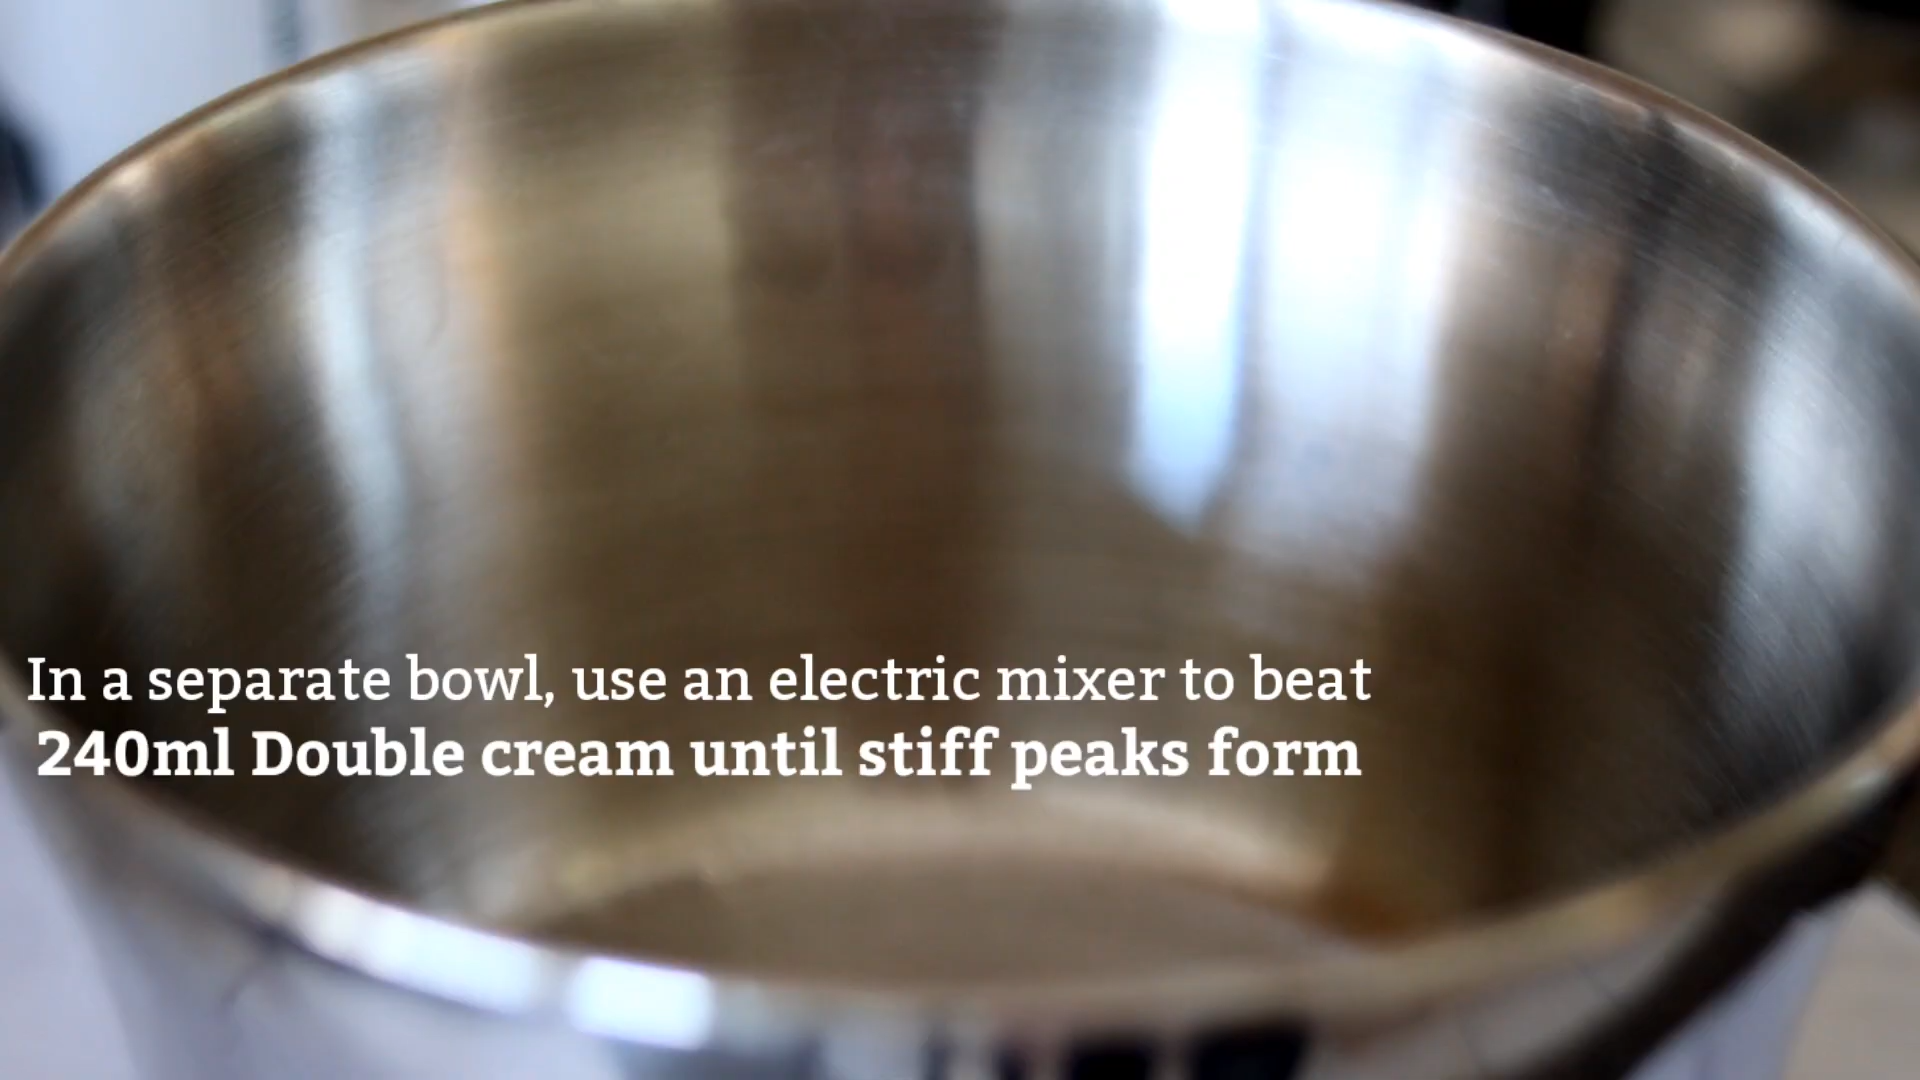 In a separate bowl, use an electric mixer to beat
240ml Double cream until stiff peaks form